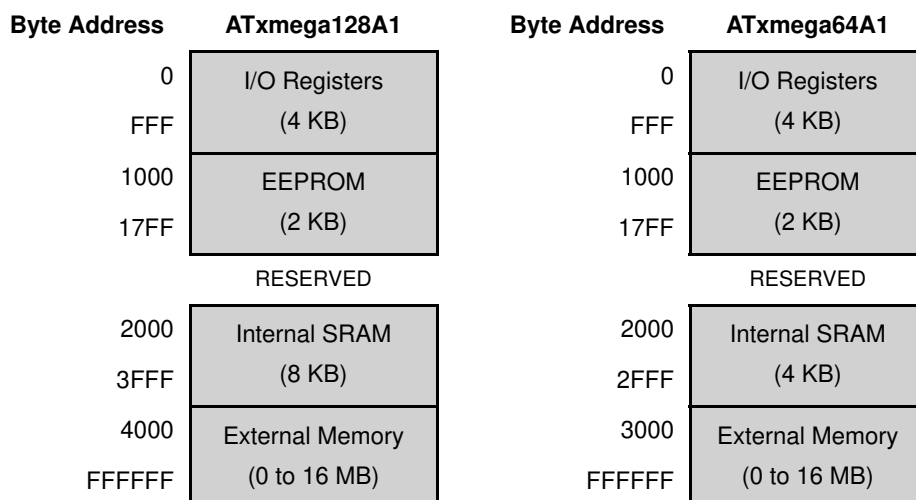 Byte Address ATxmega128A1 Byte Address ATxmega64A1
0 I/O Registers 0 I/O Registers
FFF (4 KB) FFF (4 KB)
1000 EEPROM 1000 EEPROM
17FF (2 KB) 17FF (2 KB)
RESERVED RESERVED
2000 Internal SRAM 2000 Internal SRAM
3FFF (8 KB) 2FFF (4 KB)
4000 External Memory 3000 External Memory
FFFFFF (0 to 16 MB) FFFFFF (0 to 16 MB)